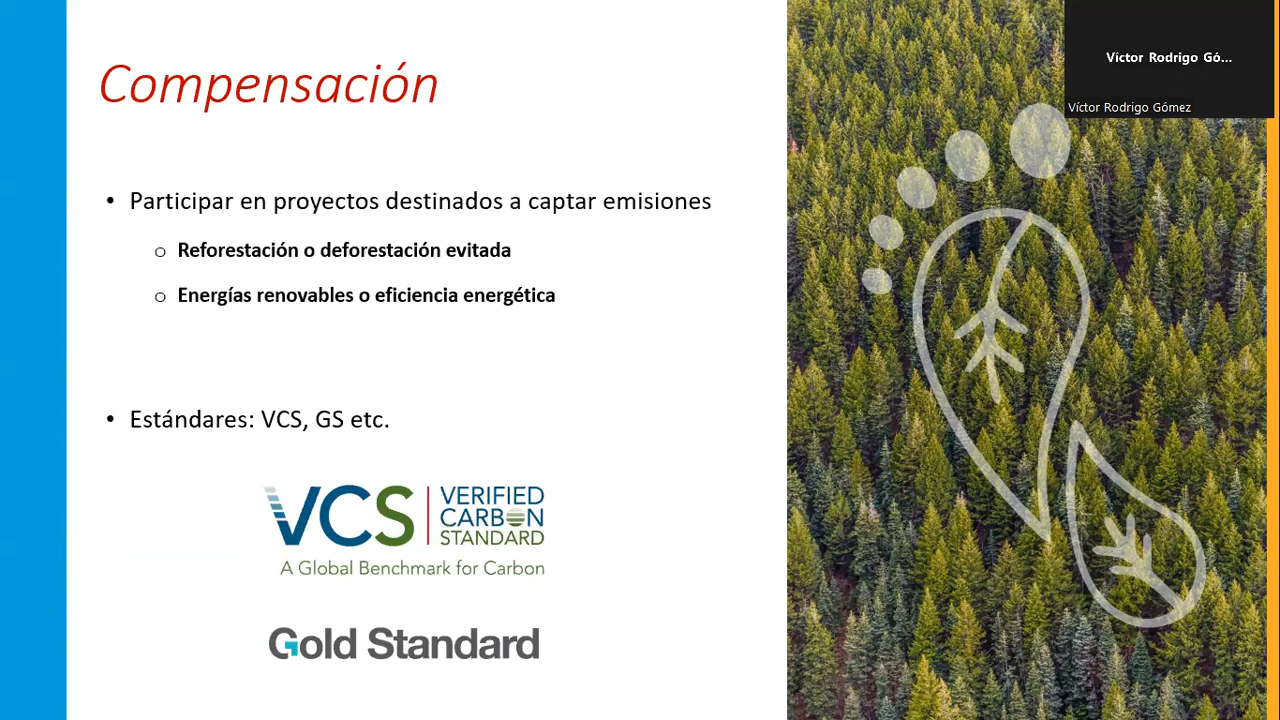 Compensación
• Participar en proyectos destinados a captar emisiones
o Reforestación o deforestación evitada
o Energías renovables o eficiencia energética
• Estándares: VCS, GS etc.
VCS
VERIFIED
CARBON
STANDARD
A Global Benchmark for Carbon
Gold Standard
Víctor Rodrigo Gó...
Víctor Rodrigo Gómez